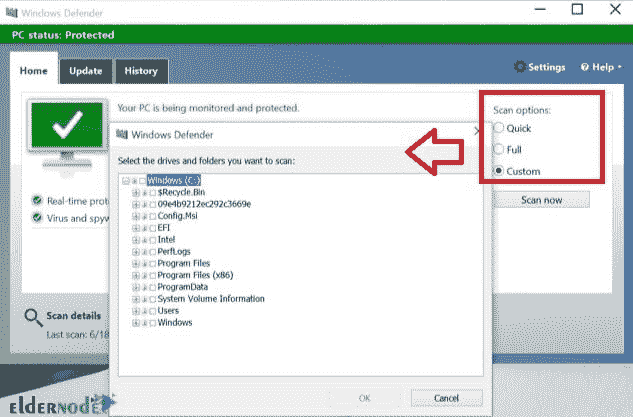 Windows Defender
PC status: Protected
Home
Update
History
Settings
Help
Your PC is being monitored and protected.
Scan options:
Quick
Full
Custom
Scan now
Real-time prot
Virus and spyw
Scan details
Last scan: 6/18
Windows Defender
Select the drives and folders you want to scan:
Windows (C:)
$Recycle.Bin
09e4b9212ec292c3669e
Config.Msi
EFI
Intel
PerfLogs
Program Files
Program Files (x86)
ProgramData
System Volume Information
Users
Windows
OK
Cancel
ELDERNODE